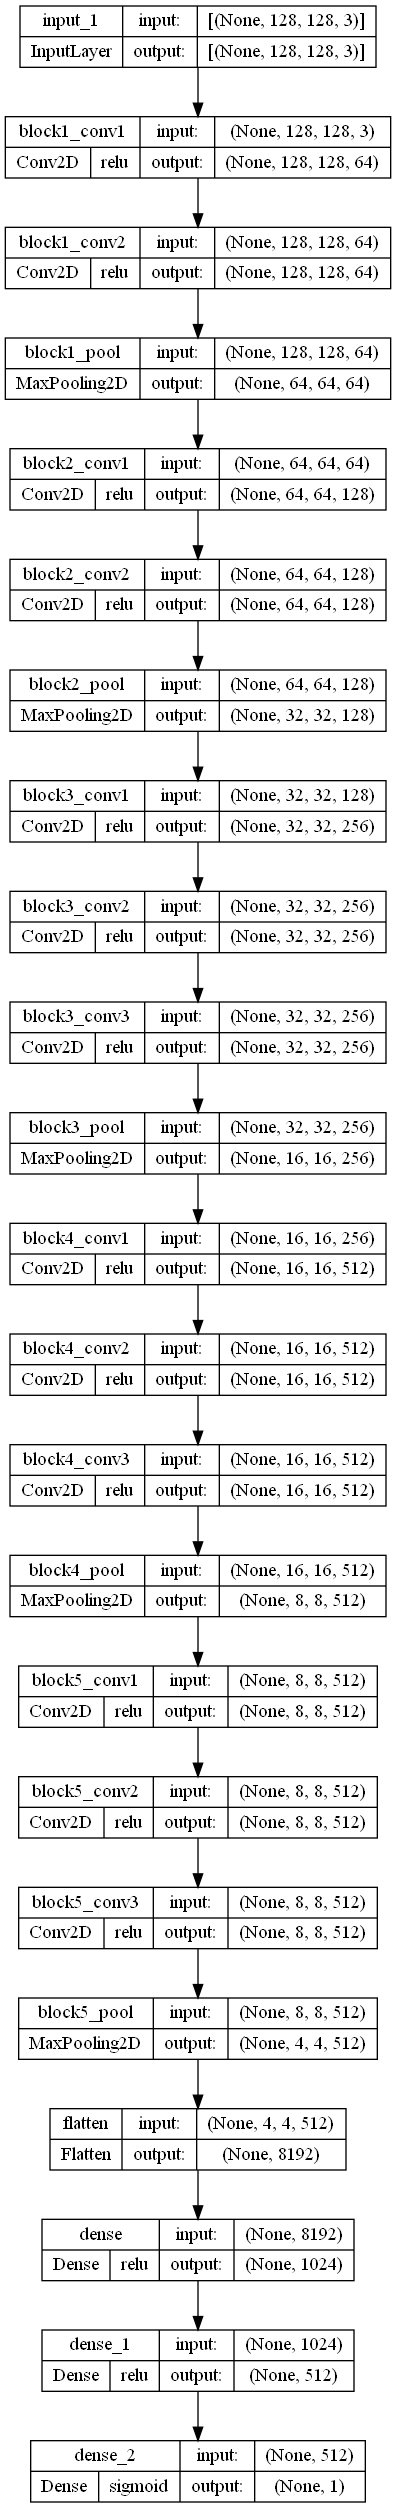 input_1 input: [(None, 128, 128, 3)]
InputLayer output: [(None, 128, 128, 3)]
block1_conv1 input: (None, 128, 128, 3)
Conv2D relu output: (None, 128, 128, 64)
block1_conv2 input: (None, 128, 128, 64)
Conv2D relu output: (None, 128, 128, 64)
block1_pool input: (None, 128, 128, 64)
MaxPooling2D output: (None, 64, 64, 64)
block2_conv1 input: (None, 64, 64, 64)
Conv2D relu output: (None, 64, 64, 128)
block2_conv2 input: (None, 64, 64, 128)
Conv2D relu output: (None, 64, 64, 128)
block2_pool input: (None, 64, 64, 128)
MaxPooling2D output: (None, 32, 32, 128)
block3_conv1 input: (None, 32, 32, 128)
Conv2D relu output: (None, 32, 32, 256)
block3_conv2 input: (None, 32, 32, 256)
Conv2D relu output: (None, 32, 32, 256)
block3_conv3 input: (None, 32, 32, 256)
Conv2D relu output: (None, 32, 32, 256)
block3_pool input: (None, 32, 32, 256)
MaxPooling2D output: (None, 16, 16, 256)
block4_conv1 input: (None, 16, 16, 256)
Conv2D relu output: (None, 16, 16, 512)
block4_conv2 input: (None, 16, 16, 512)
Conv2D relu output: (None, 16, 16, 512)
block4_conv3 input: (None, 16, 16, 512)
Conv2D relu output: (None, 16, 16, 512)
block4_pool input: (None, 16, 16, 512)
MaxPooling2D output: (None, 8, 8, 512)
block5_conv1 input: (None, 8, 8, 512)
Conv2D relu output: (None, 8, 8, 512)
block5_conv2 input: (None, 8, 8, 512)
Conv2D relu output: (None, 8, 8, 512)
block5_conv3 input: (None, 8, 8, 512)
Conv2D relu output: (None, 8, 8, 512)
block5_pool input: (None, 8, 8, 512)
MaxPooling2D output: (None, 4, 4, 512)
flatten input: (None, 4, 4, 512)
Flatten output: (None, 8192)
dense input: (None, 8192)
Dense relu output: (None, 1024)
dense_1 input: (None, 1024)
Dense relu output: (None, 512)
dense_2 input: (None, 512)
Dense sigmoid output: (None, 1)